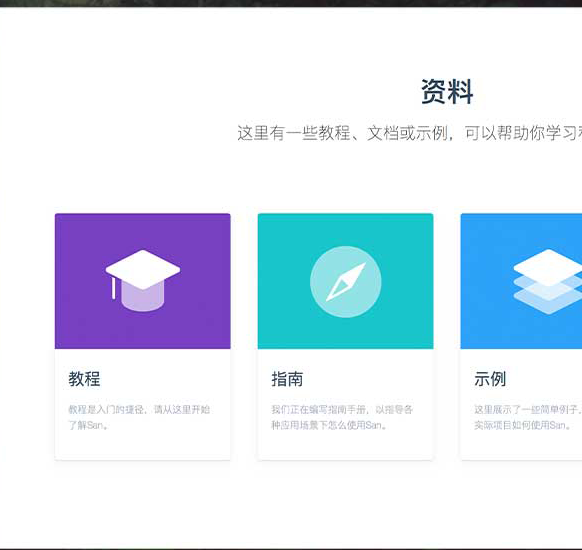 资料
这里有一些教程、文档或示例，可以帮助你学习
教程
教程是入门的捷径，请从这里开始
了解San。
指南
我们正在编写指南手册，以指导各
种应用场景下怎么使用San。
示例
这里展示了一些简单例子，
实际项目如何使用San。